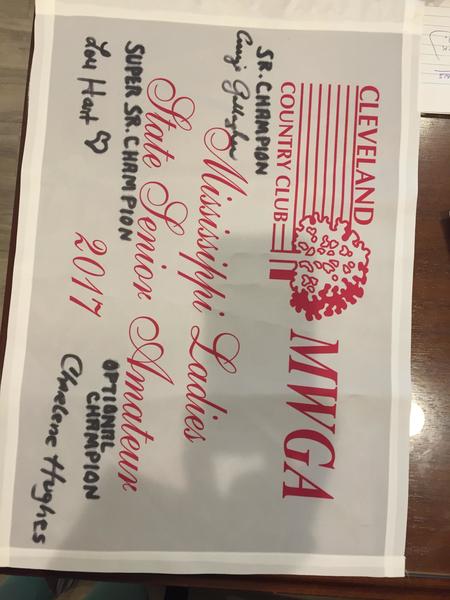 CLEVELAND
COUNTRY CLUB
MWGA
SR. CHAMPION
Gallagher
Mississippi Ladies
State Senior Amateur
2017
SUPER SR. CHAMPION
Lou Hart
OPTIONAL
CHAMPION
Hughes